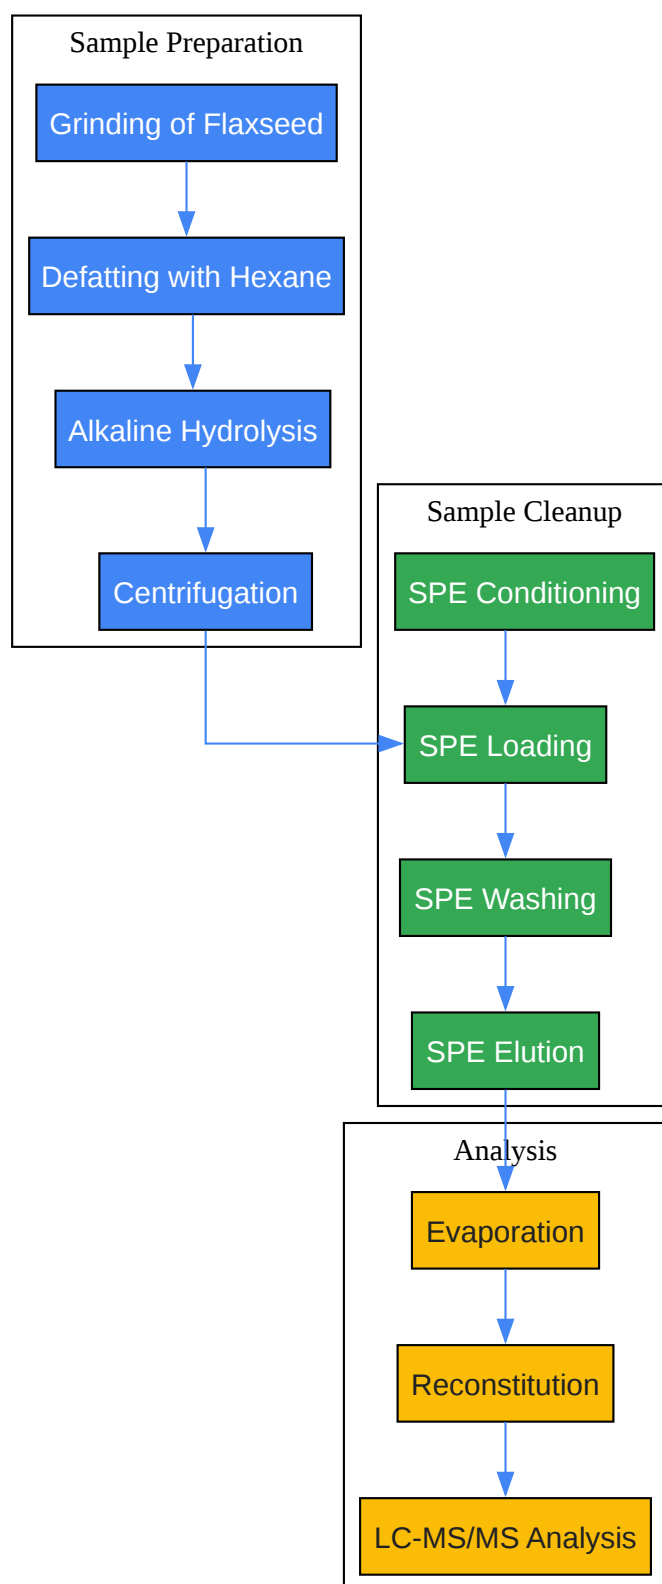 Sample Preparation
Grinding of Flaxseed
Defatting with Hexane
Alkaline Hydrolysis
Centrifugation
Sample Cleanup
SPE Conditioning
SPE Loading
SPE Washing
SPE Elution
Analysis
Evaporation
Reconstitution
LC-MS/MS Analysis